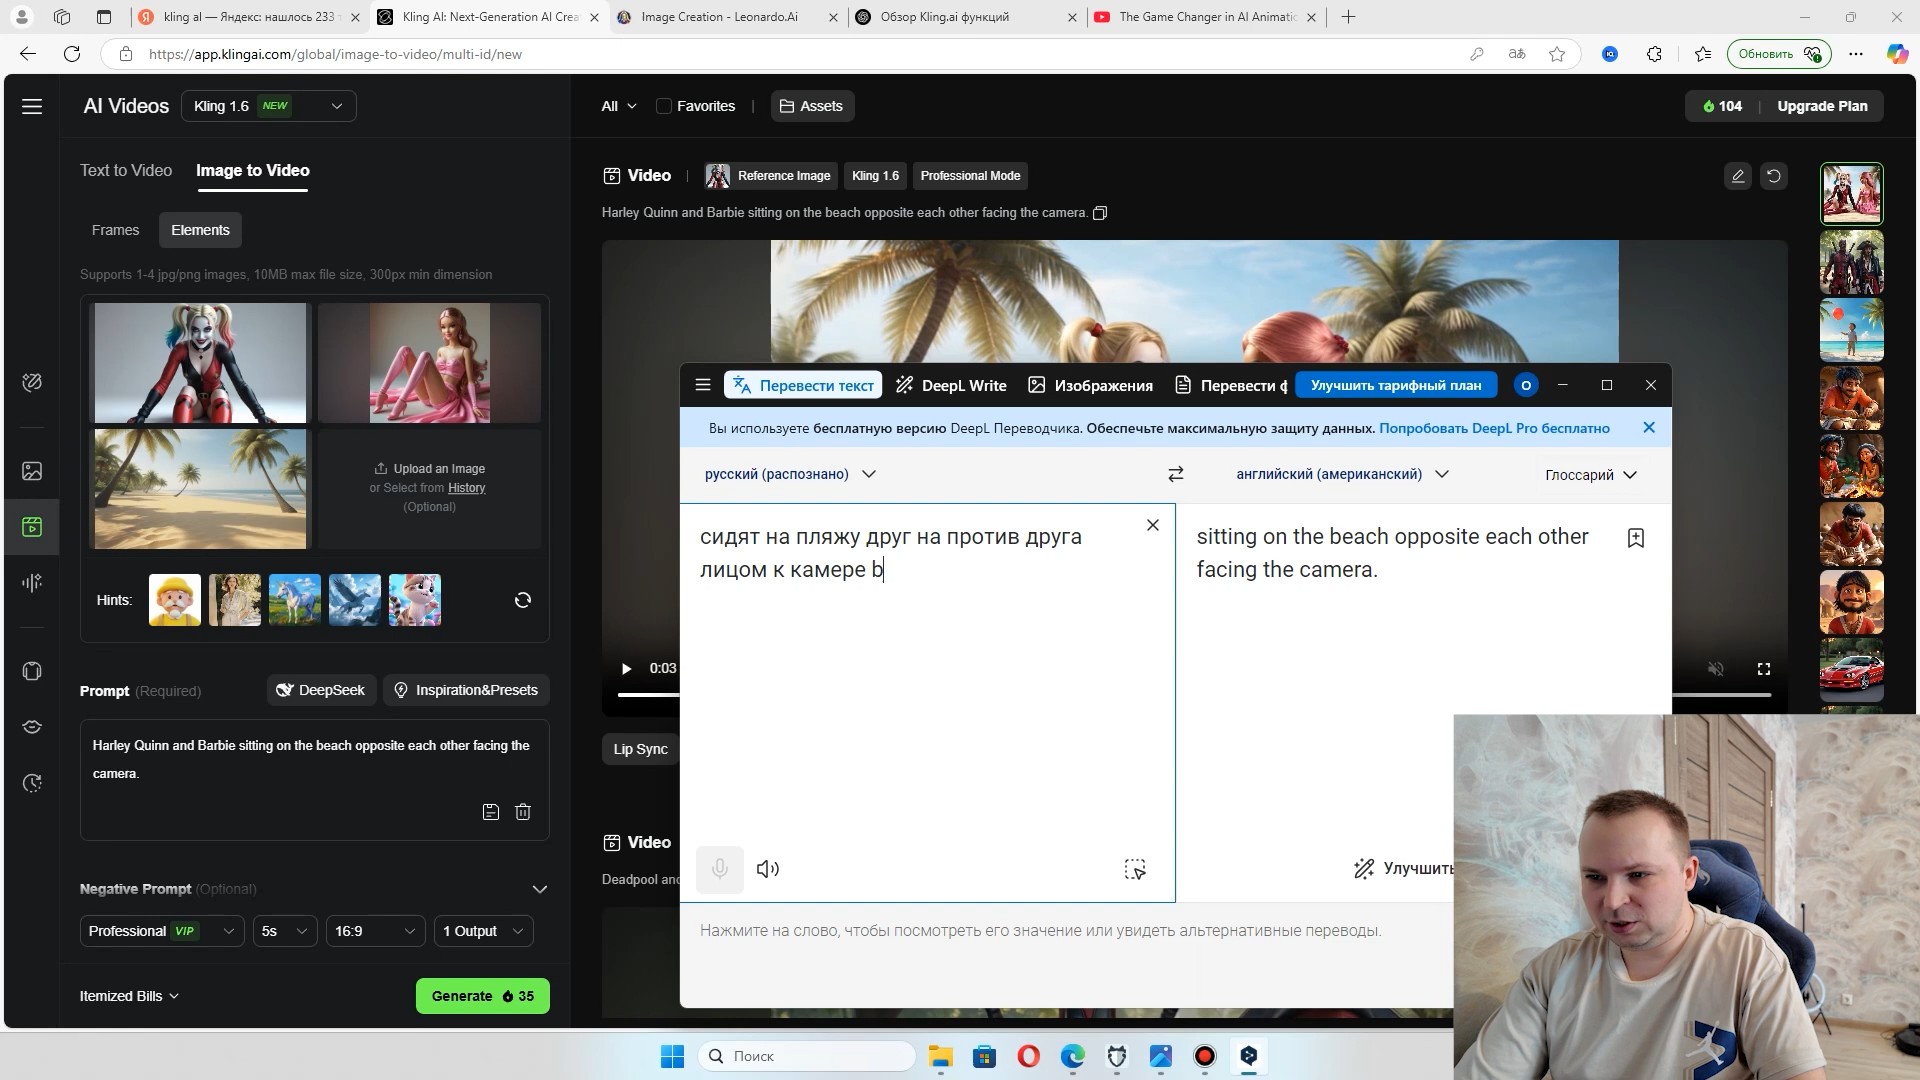 kling al — Яндекс: нашлось 233 т
Kling AI: Next-Generation AI Crea
Image Creation - Leonardo.Ai
Обзор Kling.ai функций
The Game Changer in AI Animatic
https://app.klingai.com/global/image-to-video/multi-id/new
Обновить
AI Videos
Kling 1.6 NEW
All
Favorites
Assets
104
Upgrade Plan
Text to Video
Image to Video
Video
Reference Image
Kling 1.6
Professional Mode
Harley Quinn and Barbie sitting on the beach opposite each other facing the camera.
Frames
Elements
Supports 1-4 jpg/png images, 10MB max file size, 300px min dimension
Upload an Image
or Select from History
(Optional)
Hints:
Prompt (Required)
DeepSeek
Inspiration&Presets
Harley Quinn and Barbie sitting on the beach opposite each other facing the
camera.
Negative Prompt (Optional)
Professional VIP
5s
16:9
1 Output
Itemized Bills
Generate 35
0:03
Lip Sync
Video
Deadpool and
Перевести текст
DeepL Write
Изображения
Перевести ф
Улучшить тарифный план
O
Вы используете бесплатную версию DeepL Переводчика. Обеспечьте максимальную защиту данных. Попробовать DeepL Pro бесплатно
русский (распознано)
английский (американский)
Глоссарий
сидят на пляжу друг на против друга
лицом к камере b
sitting on the beach opposite each other
facing the camera.
Улучшить
Нажмите на слово, чтобы посмотреть его значение или увидеть альтернативные переводы.
Поиск